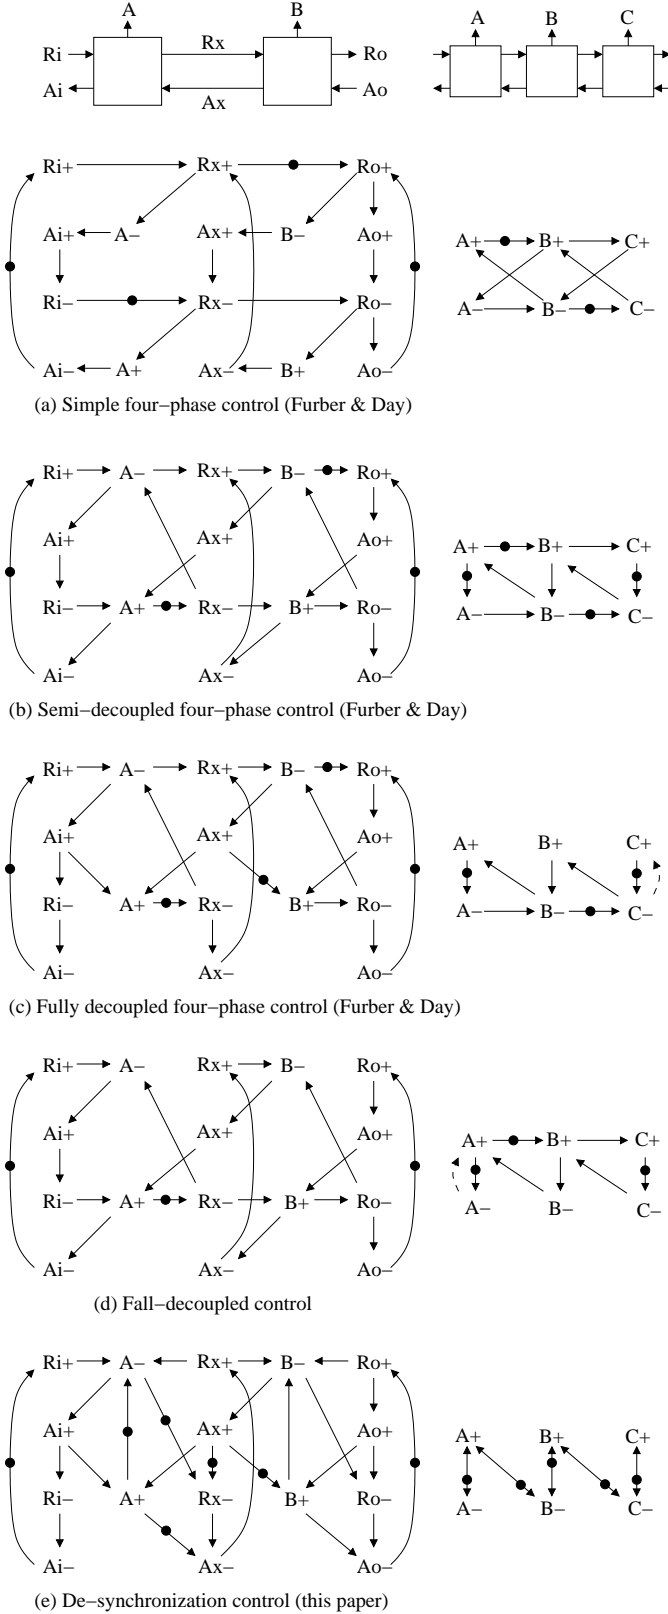 A B A B C
Ri Rx Ro
Ai Ax Ao
Ri+ Rx+ Ro+
Ai+ A− Ax+ B− Ao+ A+ B+ C+
Ri− Rx− Ro− A− B− C−
Ai− A+ Ax− B+ Ao−
(a) Simple four−phase control (Furber & Day)
Ri+ A− Rx+ B− Ro+
Ai+ Ax+ Ao+ A+ B+ C+
Ri− A+ Rx− B+ Ro− A− B− C−
Ai− Ax− Ao−
(b) Semi−decoupled four−phase control (Furber & Day)
Ri+ A− Rx+ B− Ro+
Ai+ Ax+ Ao+ A+ B+ C+
Ri− A+ Rx− B+ Ro− A− B− C−
Ai− Ax− Ao−
(c) Fully decoupled four−phase control (Furber & Day)
Ri+ A− Rx+ B− Ro+
Ai+ Ax+ Ao+ A+ B+ C+
Ri− A+ Rx− B+ Ro− A− B− C−
Ai− Ax− Ao−
(d) Fall−decoupled control
Ri+ A− Rx+ B− Ro+
Ai+ Ax+ Ao+ A+ B+ C+
Ri− A+ Rx− B+ Ro− A− B− C−
Ai− Ax− Ao−
(e) De−synchronization control (this paper)